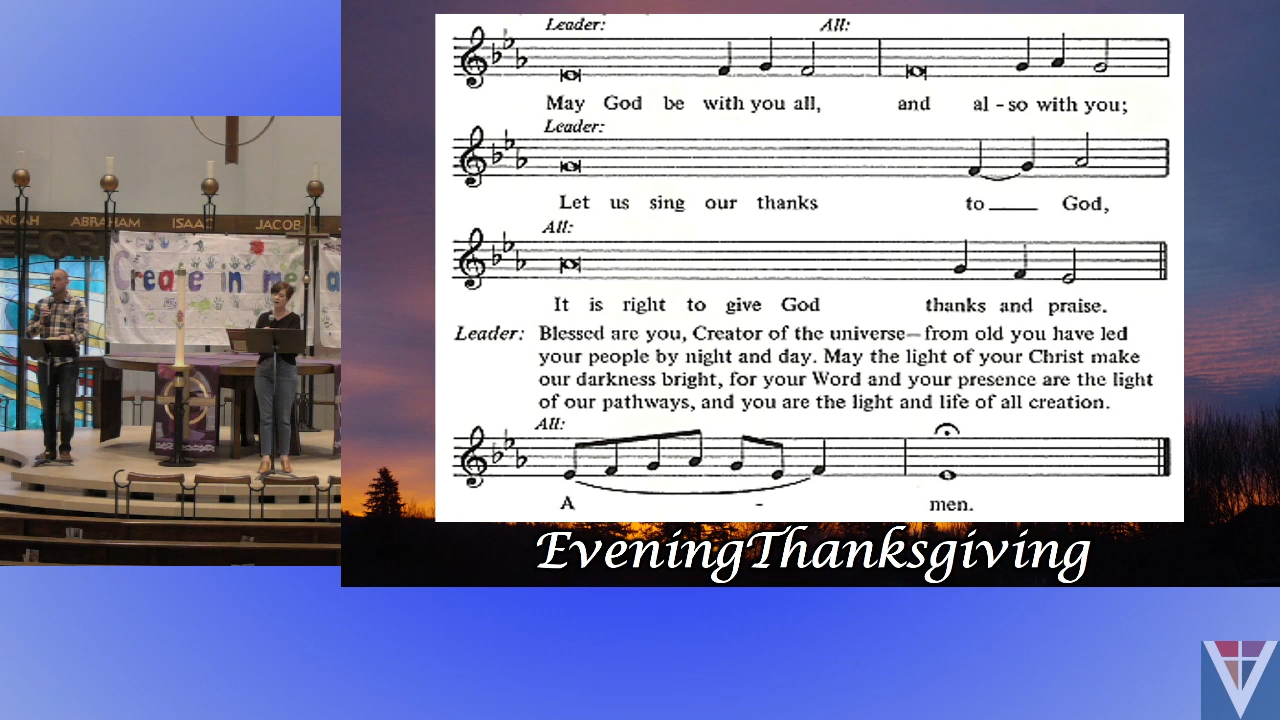 Leader: All:
May God be with you all, and al - so with you;
Leader:
Let us sing our thanks to God,
All:
It is right to give God thanks and praise.
Leader: Blessed are you, Creator of the universe—from old you have led
your people by night and day. May the light of your Christ make
our darkness bright, for your Word and your presence are the light
of our pathways, and you are the light and life of all creation.
All:
A - men.
EveningThanksgiving
NOAH ABRAHAM ISAAC JACOB
Create in me a